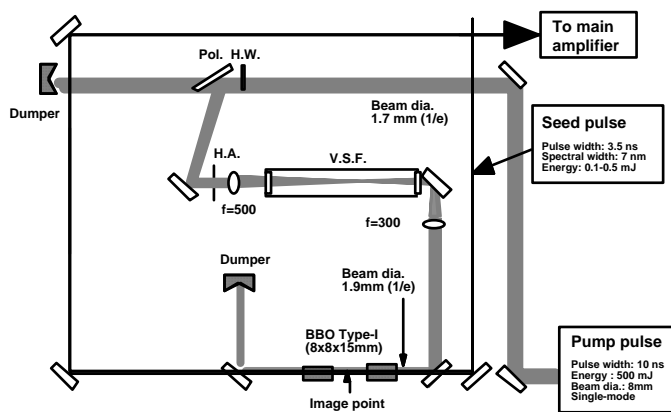 To main
amplifier
Pol. H.W.
Dumper
Beam dia.
1.7 mm (1/e)
Seed pulse
Pulse width: 3.5 ns
Spectral width: 7 nm
Energy: 0.1-0.5 mJ
H.A.
V.S.F.
f=500
f=300
Dumper
Beam dia.
1.9mm (1/e)
BBO Type-I
(8x8x15mm)
Image point
Pump pulse
Pulse width: 10 ns
Energy : 500 mJ
Beam dia.: 8mm
Single-mode